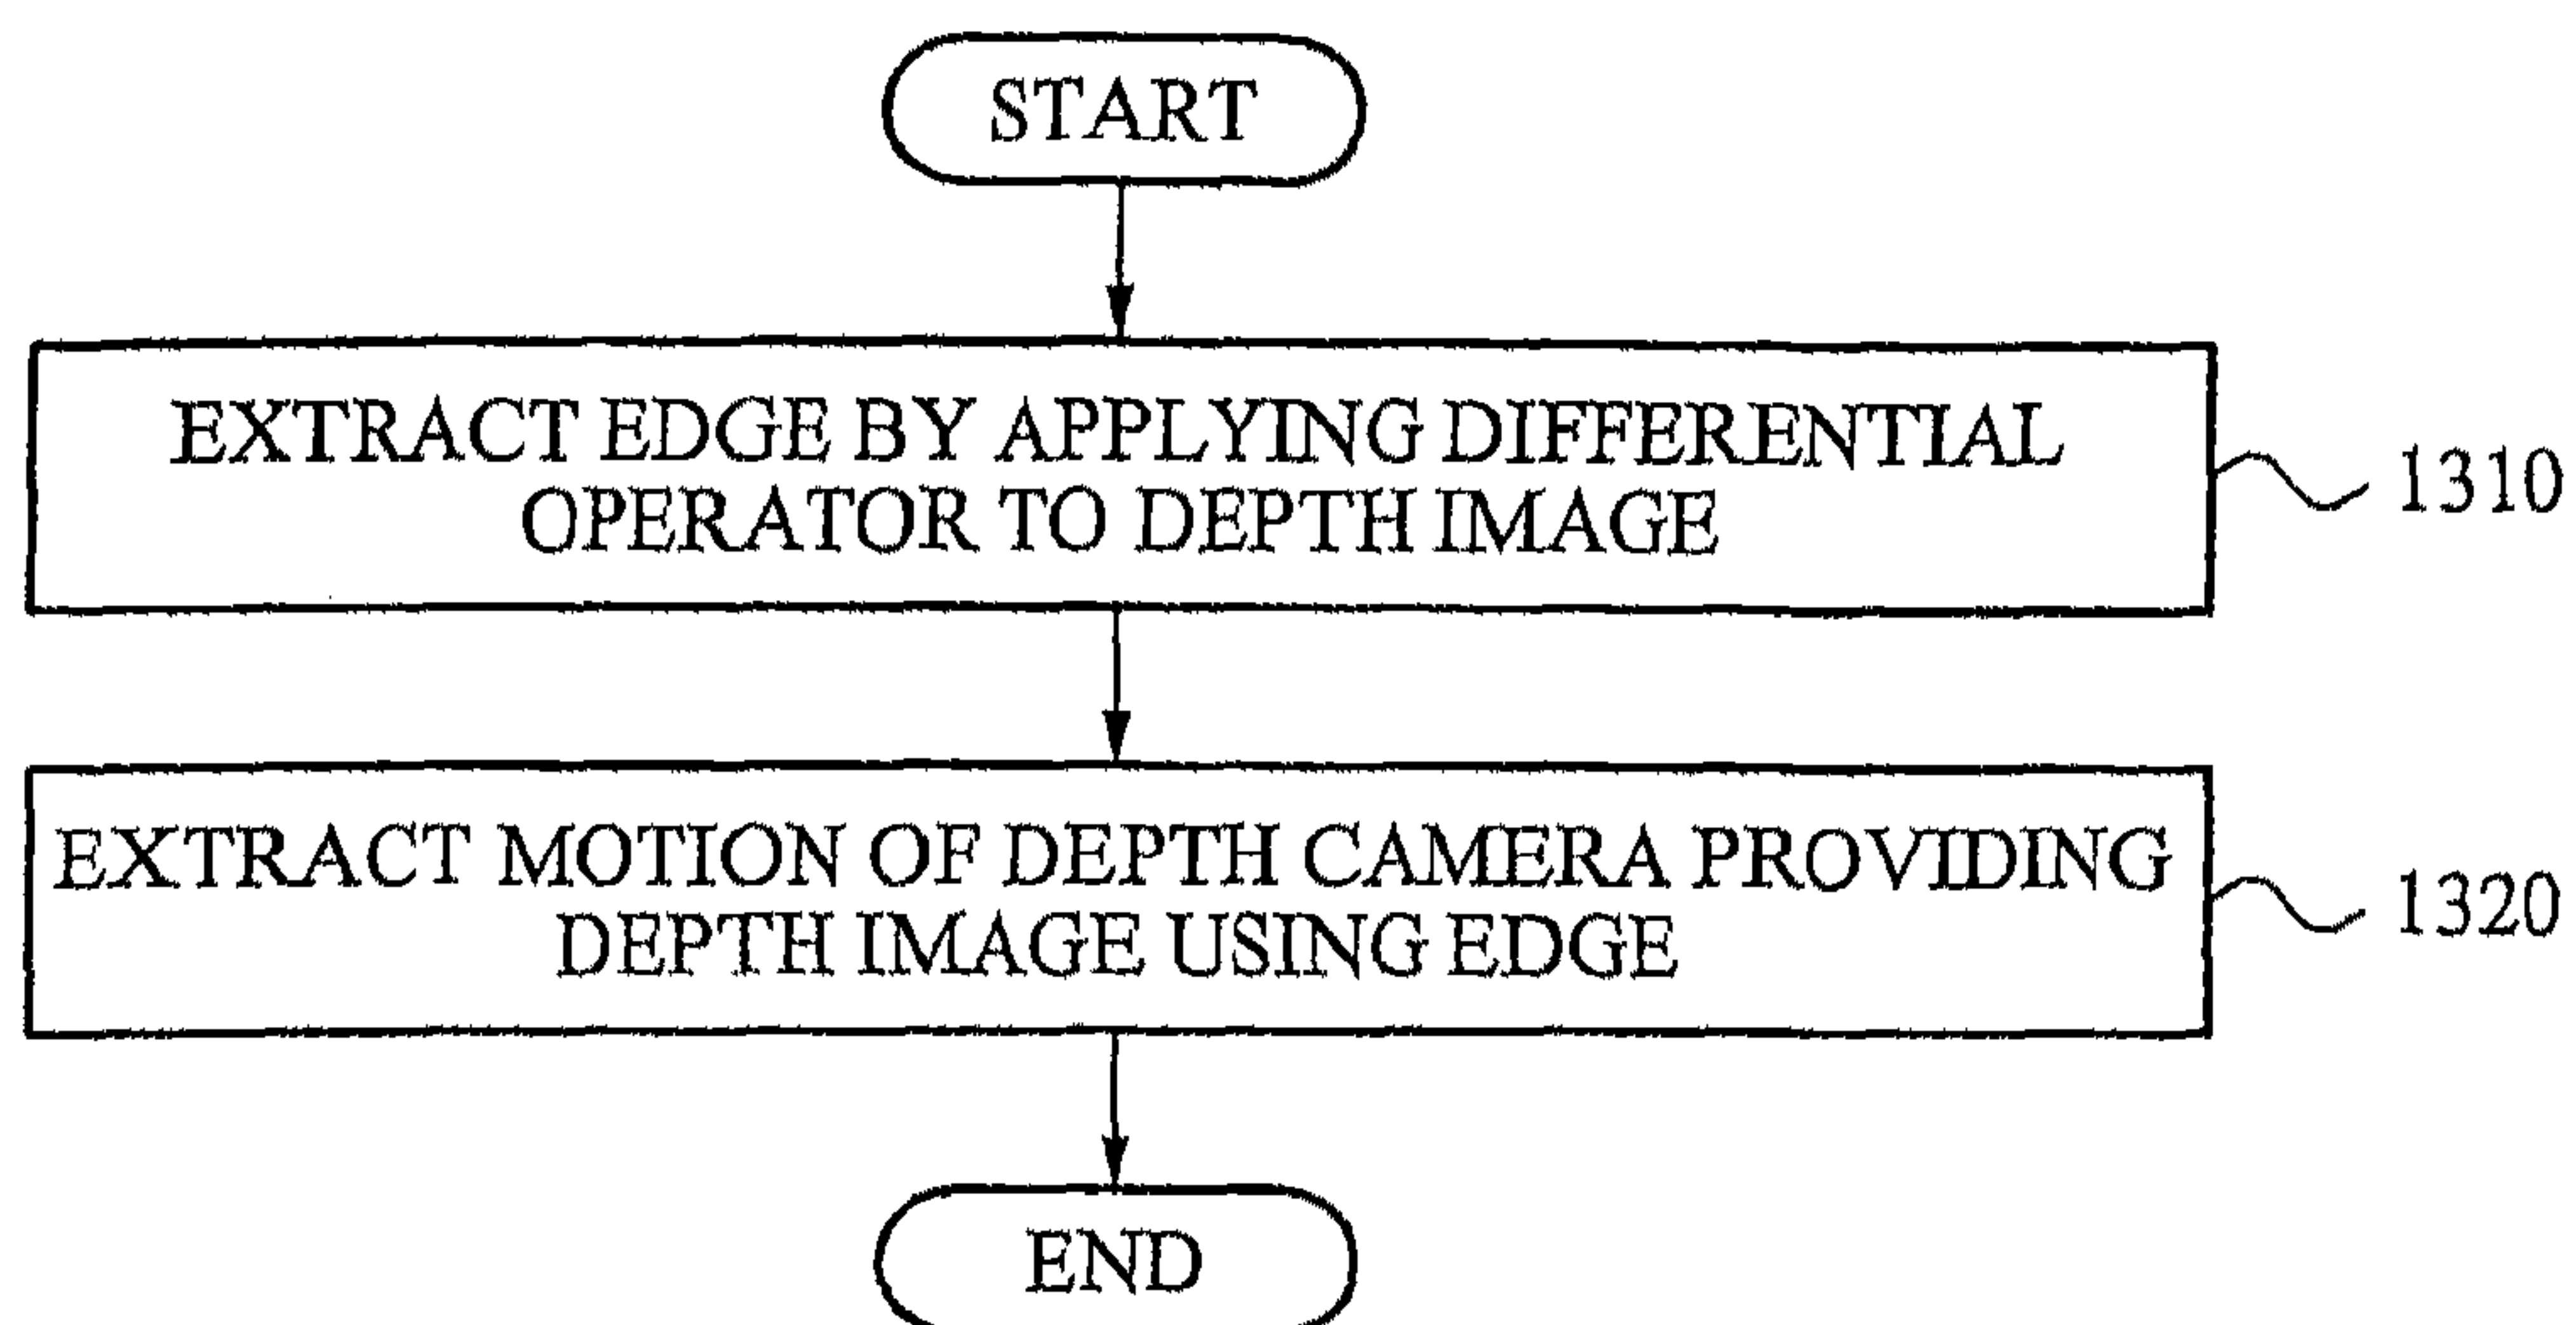 START
EXTRACT EDGE BY APPLYING DIFFERENTIAL
OPERATOR TO DEPTH IMAGE
1310
EXTRACT MOTION OF DEPTH CAMERA PROVIDING
DEPTH IMAGE USING EDGE
1320
END